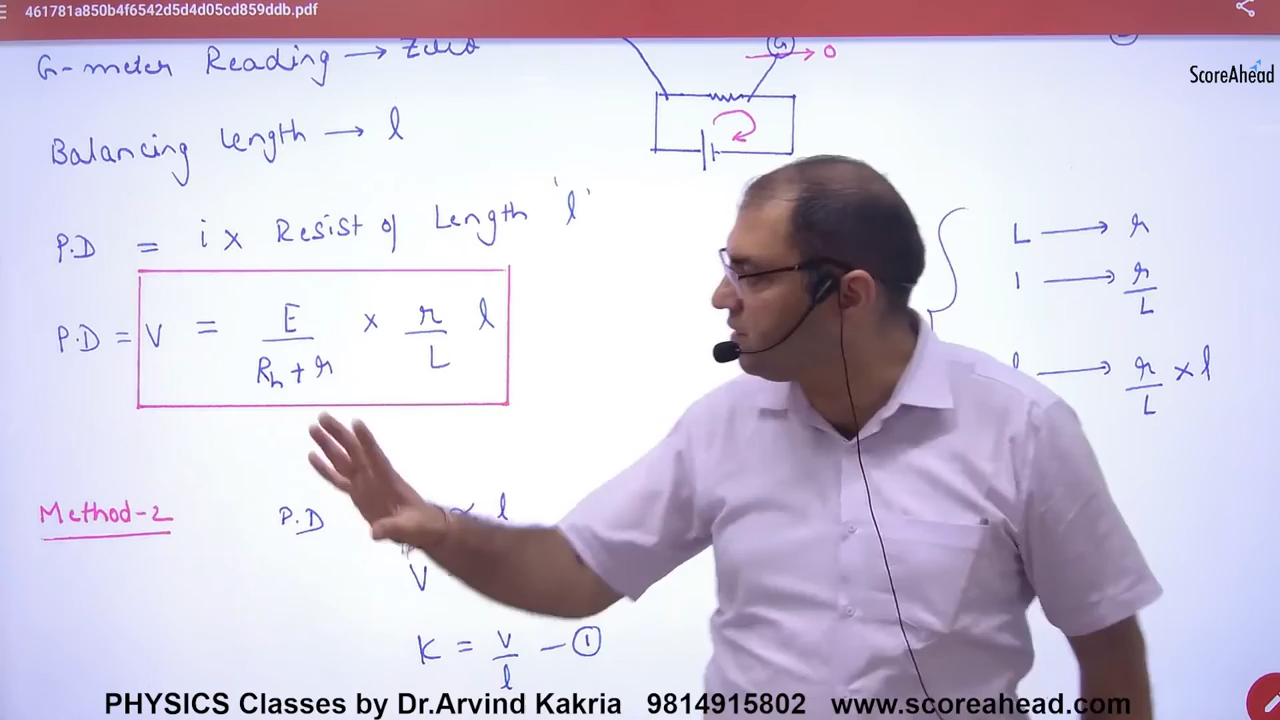 461781a850b4f6542d5d4d05cd859ddb.pdf
ScoreAhead
G-meter Reading → Zero
G → 0
Balancing Length → l
P.D = i x Resist of Length 'l'
P.D = V = E/(Rh + r) x r/L l
L → r
1 → r/L
l → r/L x l
Method-2
P.D ∝ l
V
K = V/l — ①
PHYSICS Classes by Dr.Arvind Kakria 9814915802 www.scoreahead.com